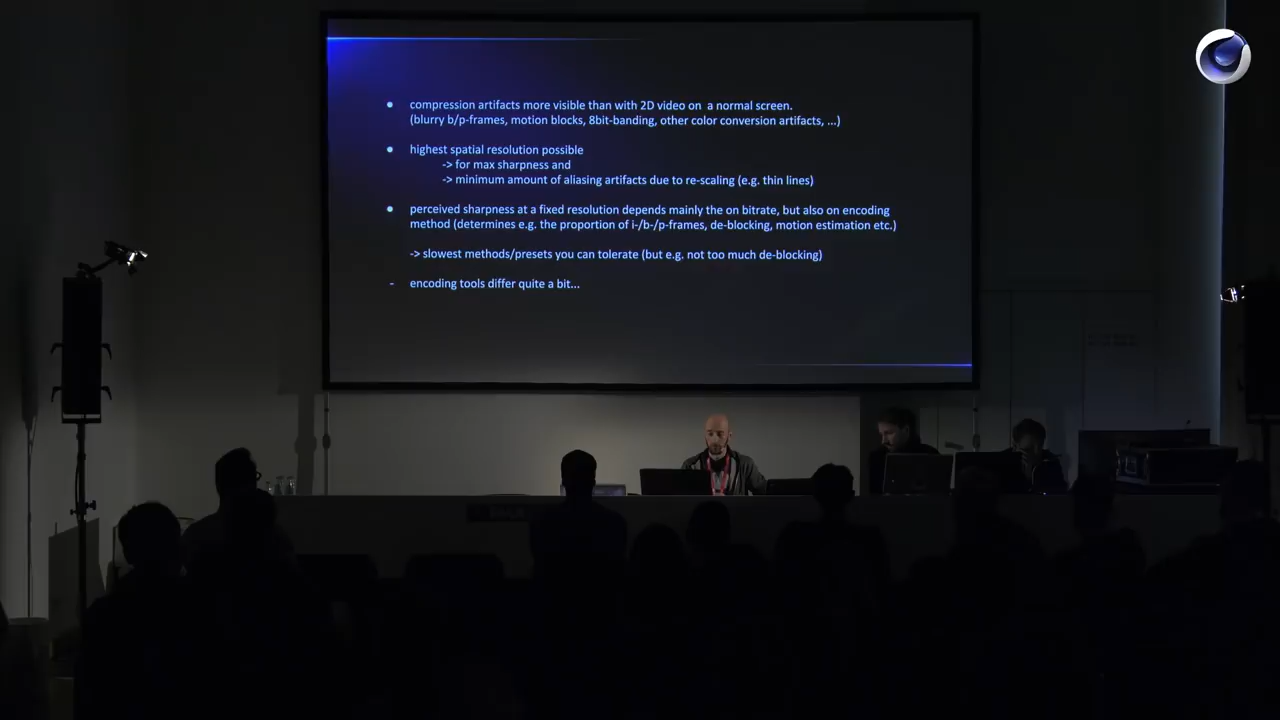 • compression artifacts more visible than with 2D video on a normal screen.
(blurry b/p-frames, motion blocks, 8bit-banding, other color conversion artifacts, ...)
• highest spatial resolution possible
-> for max sharpness and
-> minimum amount of aliasing artifacts due to re-scaling (e.g. thin lines)
• perceived sharpness at a fixed resolution depends mainly the on bitrate, but also on encoding
method (determines e.g. the proportion of i-/b-/p-frames, de-blocking, motion estimation etc.)
-> slowest methods/presets you can tolerate (but e.g. not too much de-blocking)
- encoding tools differ quite a bit...